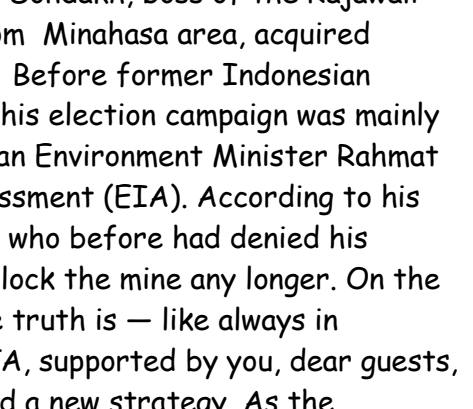 Sondakh, boss of the Rajawali
om Minahasa area, acquired
Before former Indonesian
his election campaign was mainly
an Environment Minister Rahmat
ssment (EIA). According to his
who before had denied his
lock the mine any longer. On the
e truth is — like always in
IA, supported by you, dear guests,
d a new strategy. As the